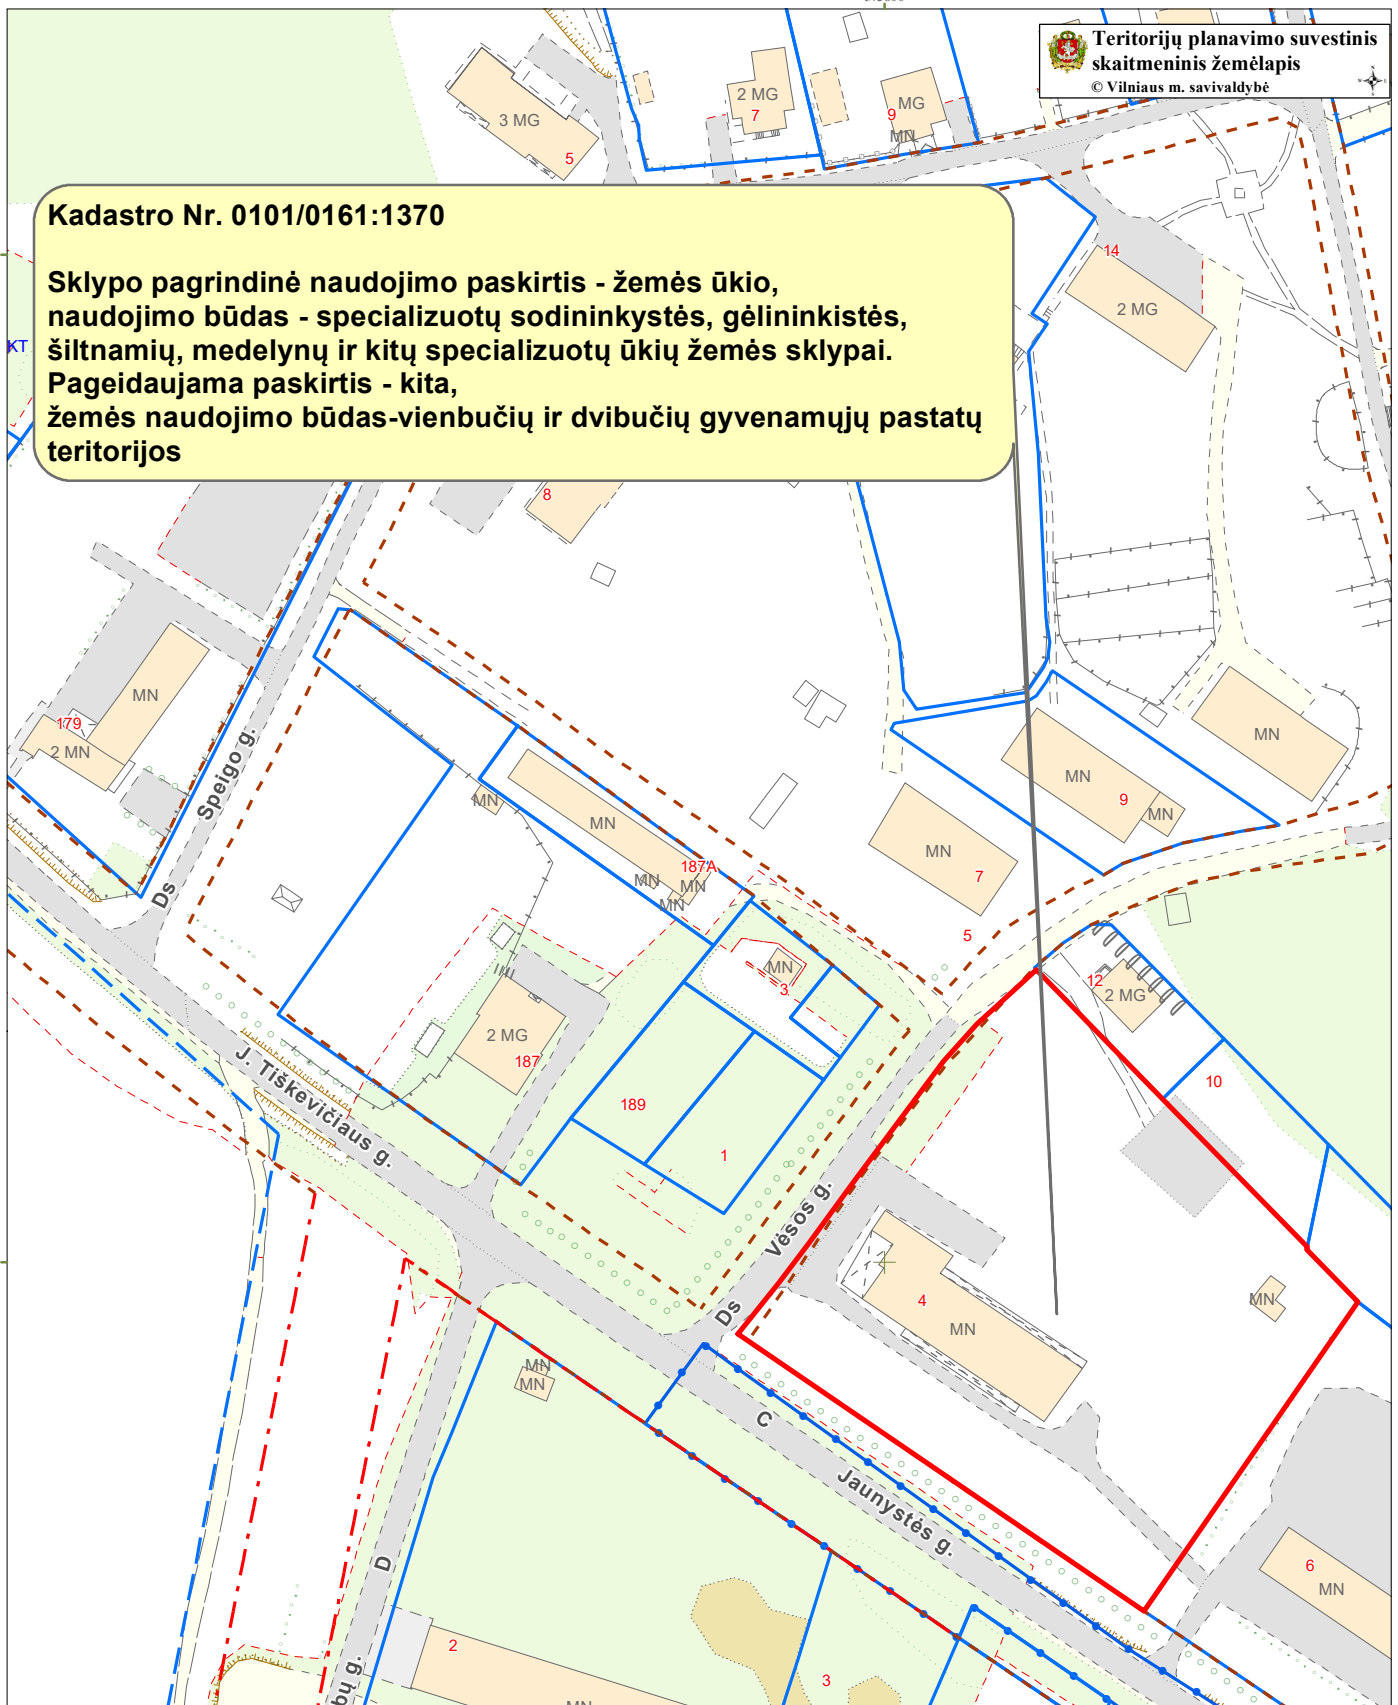 Teritorijų planavimo suvestinis
skaitmeninis žemėlapis
© Vilniaus m. savivaldybė
3 MG
5
2 MG
7
MG
9
MN
Kadastro Nr. 0101/0161:1370
Sklypo pagrindinė naudojimo paskirtis - žemės ūkio,
naudojimo būdas - specializuotų sodininkystės, gėlininkistės,
šiltnamių, medelynų ir kitų specializuotų ūkių žemės sklypai.
Pageidaujama paskirtis - kita,
žemės naudojimo būdas-vienbučių ir dvibučių gyvenamųjų pastatų
teritorijos
14
2 MG
KT
8
MN
179
2 MN
Speigo g.
Ds
MN
MN
187A
MN
MN
MN
MN
7
MN
9
MN
MN
5
MN
3
12
2 MG
10
2 MG
187
189
1
J. Tiškevičiaus g.
Vėsos g.
Ds
4
MN
MN
MN
MN
C
Jaunystės g.
D
6
MN
2
3
bų g.
MN